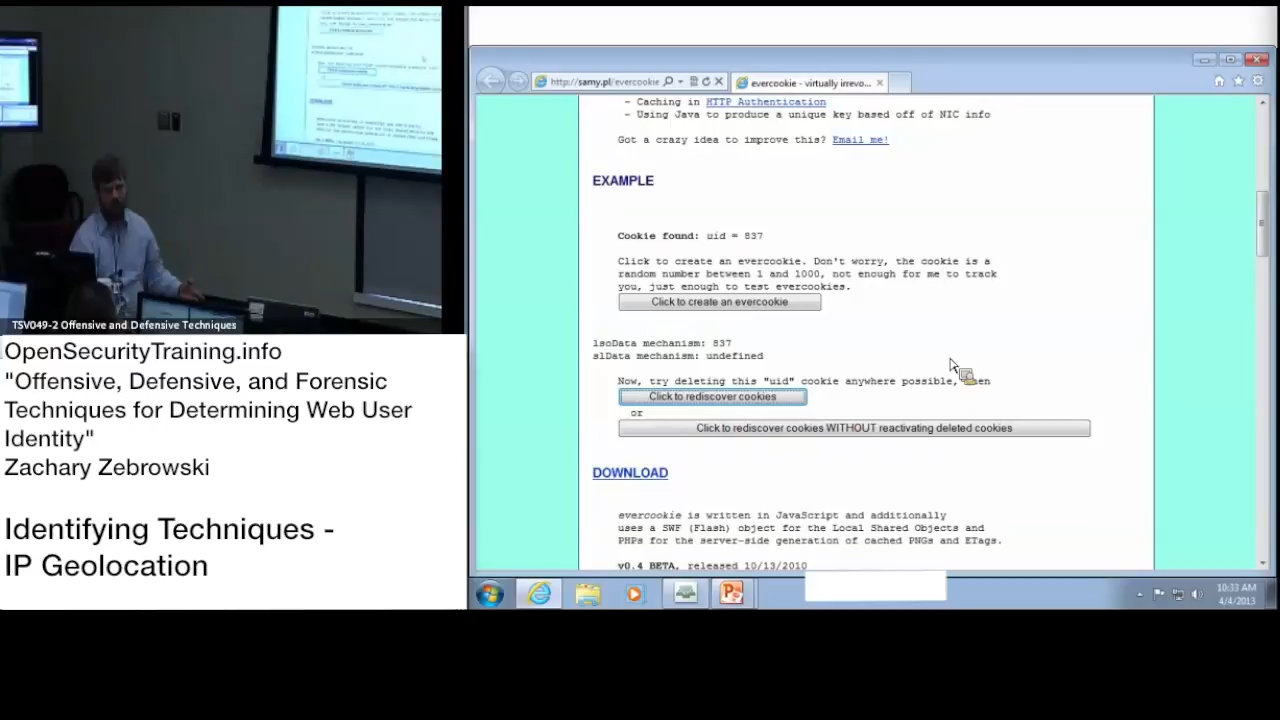 TSV049-2 Offensive and Defensive Techniques
OpenSecurityTraining.info
"Offensive, Defensive, and Forensic
Techniques for Determining Web User
Identity"
Zachary Zebrowski
Identifying Techniques -
IP Geolocation
http://samy.pl/evercookie
evercookie - virtually irrevo...
- Caching in HTTP Authentication
- Using Java to produce a unique key based off of NIC info
Got a crazy idea to improve this? Email me!
EXAMPLE
Cookie found: uid = 837
Click to create an evercookie. Don't worry, the cookie is a
random number between 1 and 1000, not enough for me to track
you, just enough to test evercookies.
Click to create an evercookie
lsoData mechanism: 837
slData mechanism: undefined
Now, try deleting this "uid" cookie anywhere possible,
Click to rediscover cookies
or
Click to rediscover cookies WITHOUT reactivating deleted cookies
DOWNLOAD
evercookie is written in JavaScript and additionally
uses a SWF (Flash) object for the Local Shared Objects and
PHPs for the server-side generation of cached PNGs and ETags.
v0.4 BETA, released 10/13/2010
10:33 AM
4/4/2013